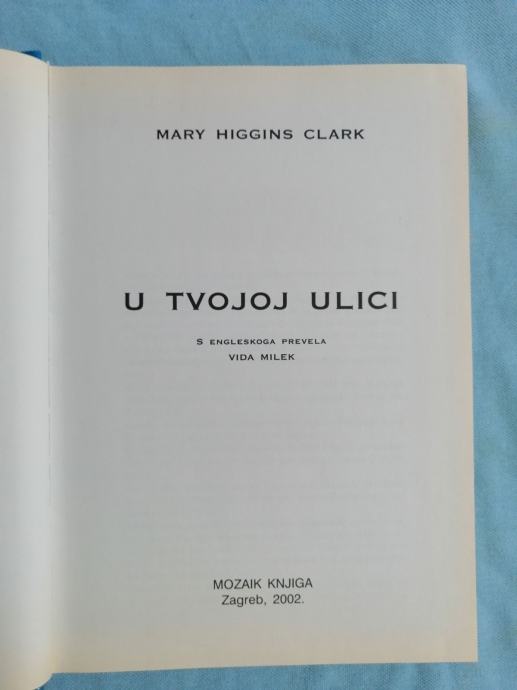 MARY HIGGINS CLARK
U TVOJOJ ULICI
S ENGLESKOGA PREVELA
VIDA MILEK
MOZAIK KNJIGA
Zagreb, 2002.